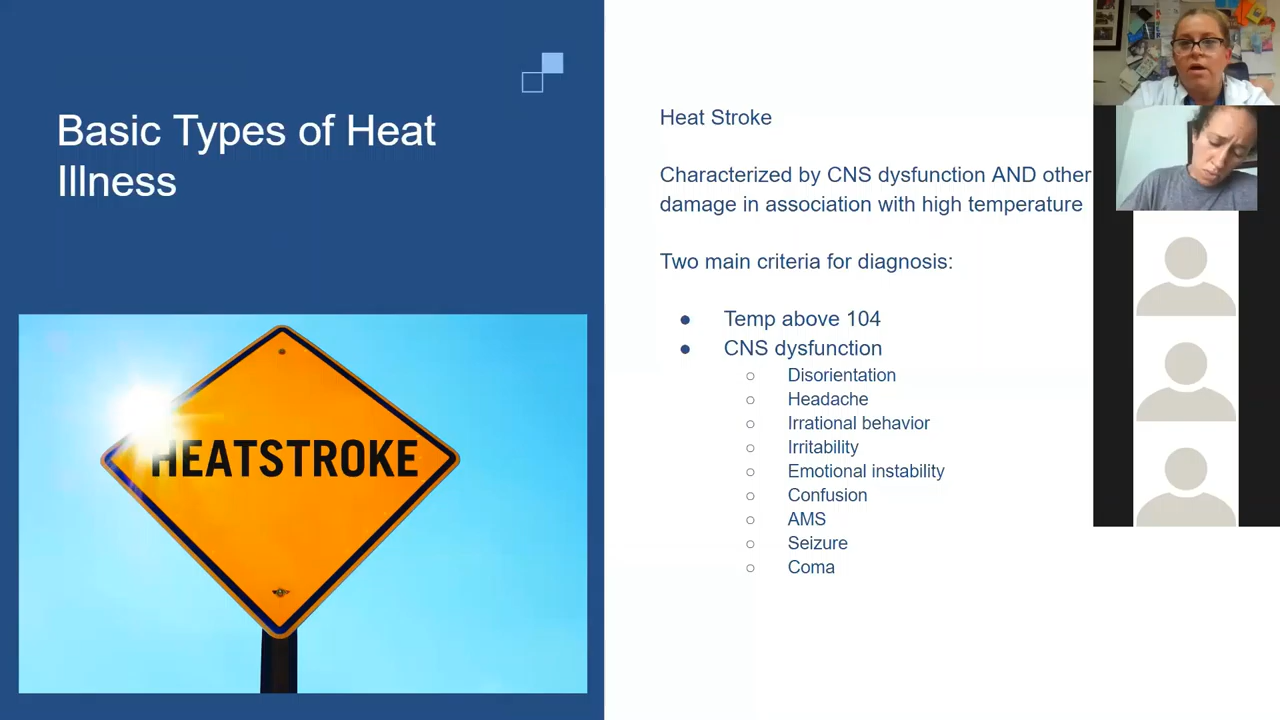 Basic Types of Heat
Illness
HEATSTROKE
Heat Stroke
Characterized by CNS dysfunction AND other
damage in association with high temperature
Two main criteria for diagnosis:
● Temp above 104
● CNS dysfunction
○ Disorientation
○ Headache
○ Irrational behavior
○ Irritability
○ Emotional instability
○ Confusion
○ AMS
○ Seizure
○ Coma